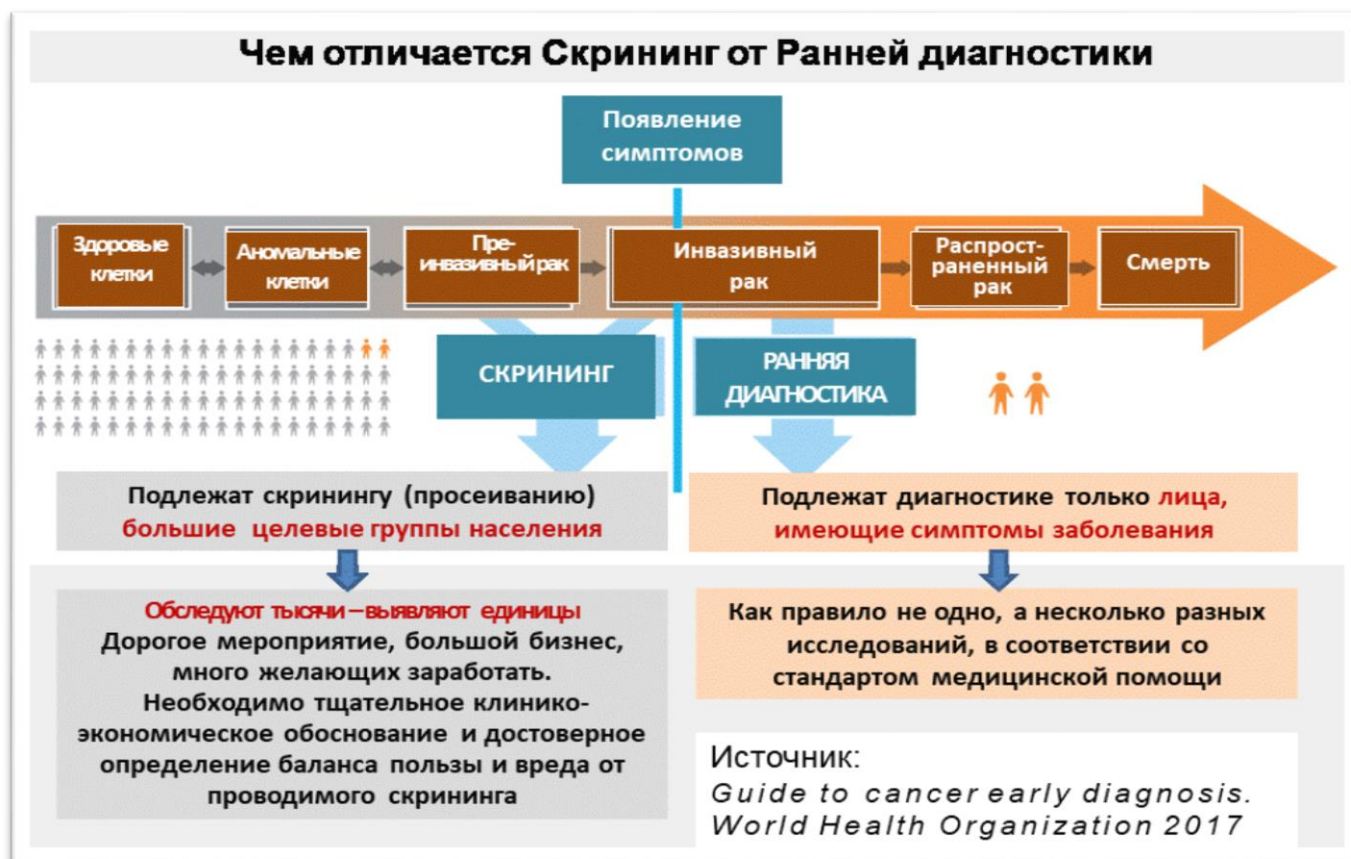 Чем отличается Скрининг от Ранней диагностики
Появление
симптомов
Здоровые
клетки
Аномальные
клетки
Пре-
инвазивный рак
Инвазивный
рак
Распрост-
раненный
рак
Смерть
СКРИНИНГ
РАННЯЯ
ДИАГНОСТИКА
Подлежат скринингу (просеиванию)
большие целевые группы населения
Подлежат диагностике только лица,
имеющие симптомы заболевания
Обследуют тысячи – выявляют единицы
Дорогое мероприятие, большой бизнес,
много желающих заработать.
Необходимо тщательное клинико-
экономическое обоснование и достоверное
определение баланса пользы и вреда от
проводимого скрининга
Как правило не одно, а несколько разных
исследований, в соответствии со
стандартом медицинской помощи
Источник:
Guide to cancer early diagnosis.
World Health Organization 2017